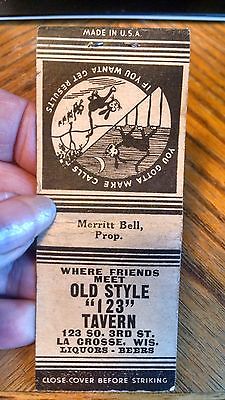 MADE IN U.S.A.
IF YOU WANTA GET RESULTS
YOU GOTTA MAKE CALLS
Merritt Bell,
Prop.
WHERE FRIENDS
MEET
OLD STYLE
"123"
TAVERN
123 SO. 3RD ST.
LA CROSSE, WIS.
LIQUORS - BEERS
CLOSE COVER BEFORE STRIKING